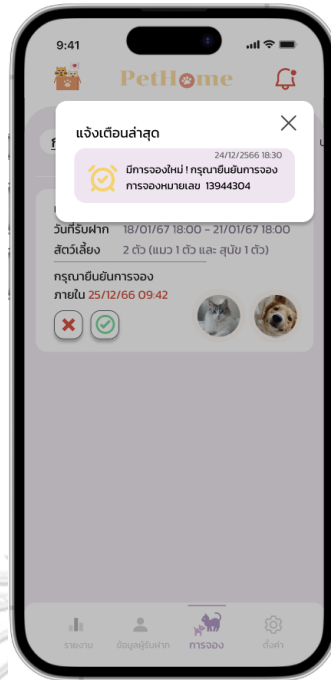 9:41
PetHome
แจ้งเตือนล่าสุด
24/12/2566 18:30
มีการจองใหม่ ! กรุณายืนยันการจอง
การจองหมายเลข 13944304
วันที่รับฝาก 18/01/67 18:00 - 21/01/67 18:00
สัตว์เลี้ยง 2 ตัว (แมว 1 ตัว และ สุนัข 1 ตัว)
กรุณายืนยันการจอง
ภายใน 25/12/66 09:42
รายงาน ข้อมูลผู้รับฝาก การจอง ตั้งค่า